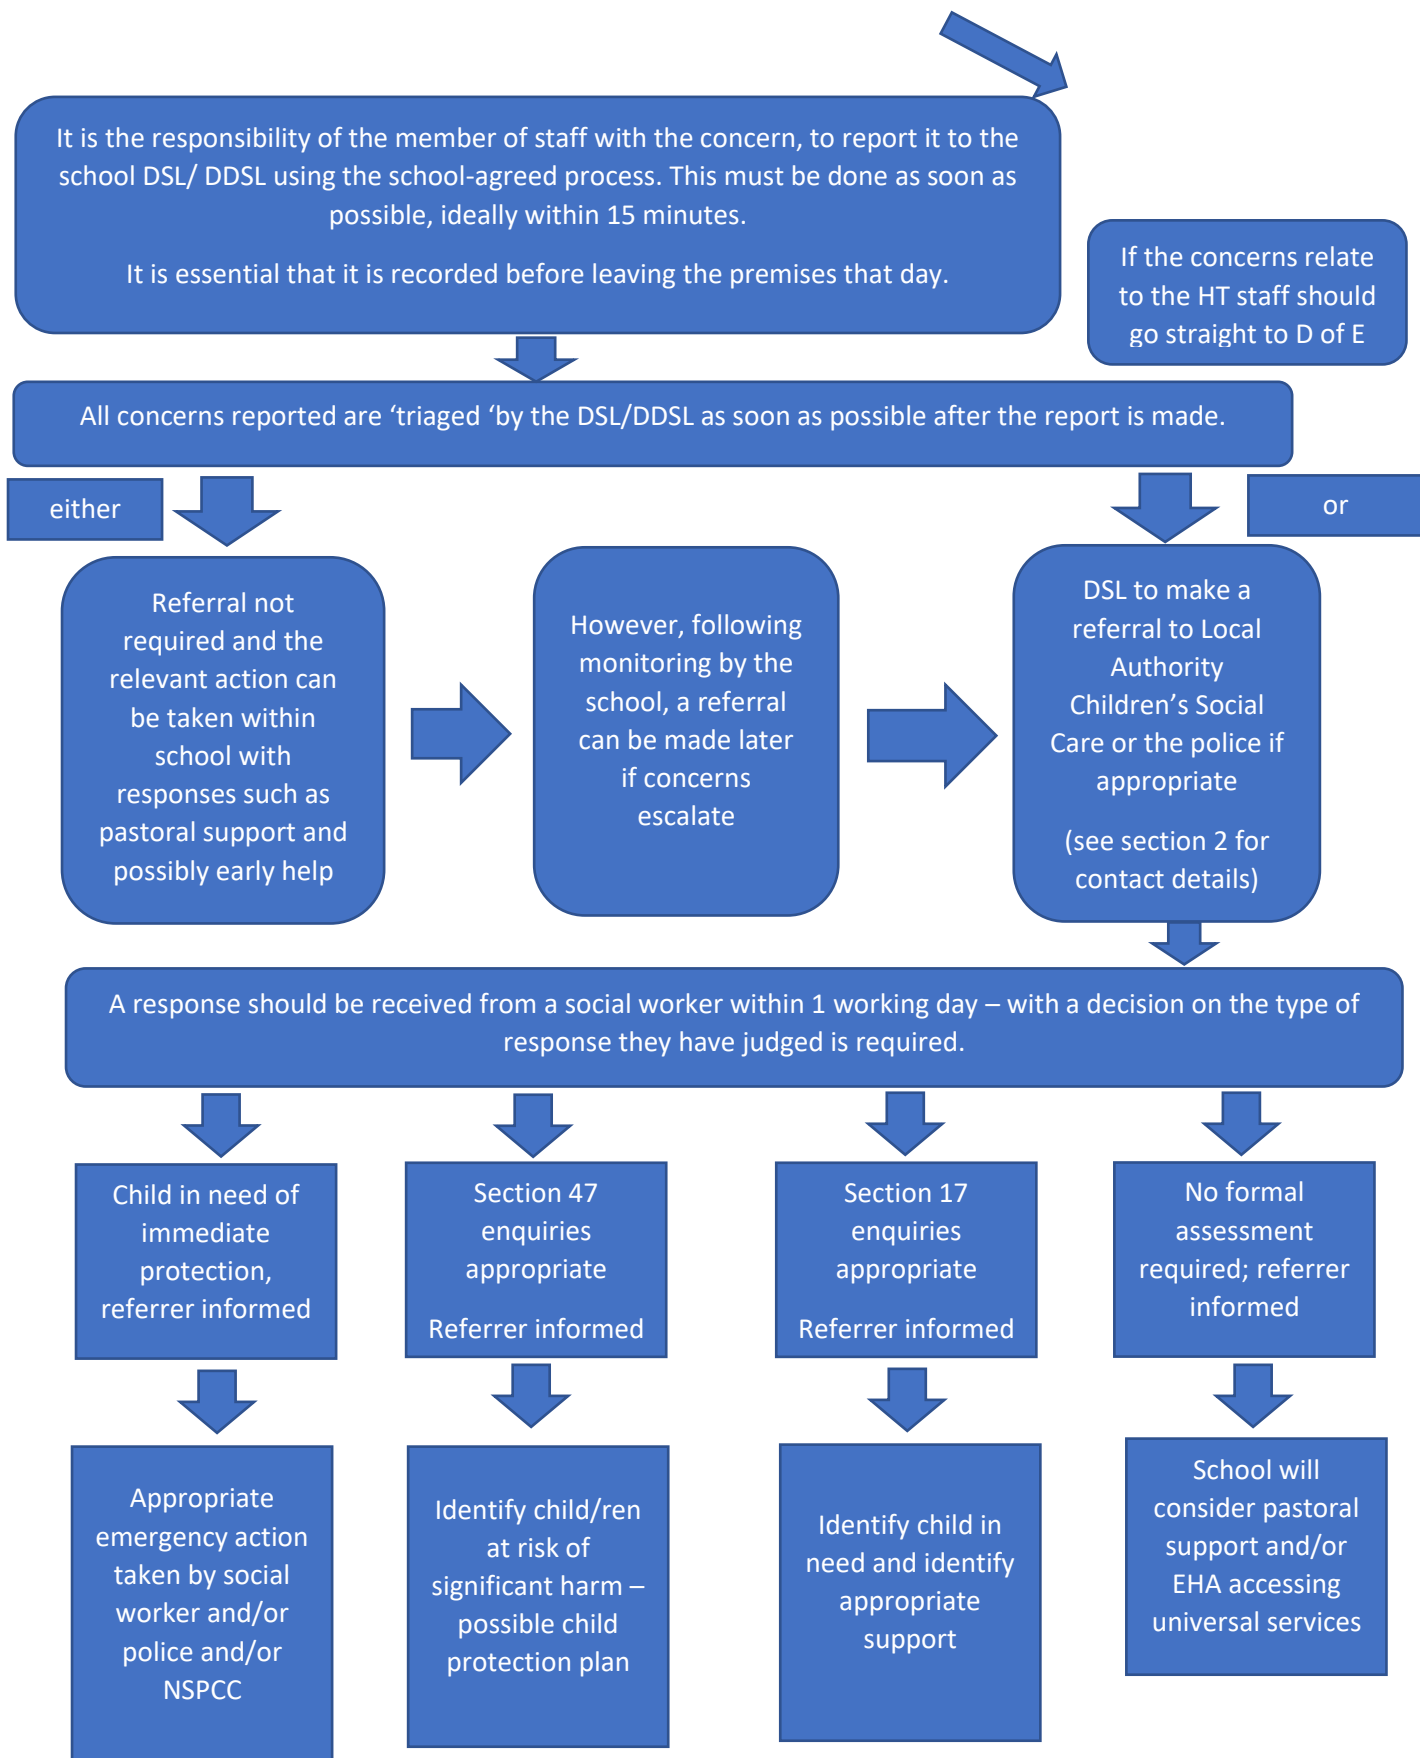 It is the responsibility of the member of staff with the concern, to report it to the
school DSL/ DDSL using the school-agreed process. This must be done as soon as
possible, ideally within 15 minutes.
It is essential that it is recorded before leaving the premises that day.
If the concerns relate
to the HT staff should
go straight to D of E
All concerns reported are ‘triaged ‘by the DSL/DDSL as soon as possible after the report is made.
either
or
Referral not
required and the
relevant action can
be taken within
school with
responses such as
pastoral support and
possibly early help
However, following
monitoring by the
school, a referral
can be made later
if concerns
escalate
DSL to make a
referral to Local
Authority
Children’s Social
Care or the police if
appropriate
(see section 2 for
contact details)
A response should be received from a social worker within 1 working day – with a decision on the type of
response they have judged is required.
Child in need of
immediate
protection,
referrer informed
Section 47
enquiries
appropriate
Referrer informed
Section 17
enquiries
appropriate
Referrer informed
No formal
assessment
required; referrer
informed
Appropriate
emergency action
taken by social
worker and/or
police and/or
NSPCC
Identify child/ren
at risk of
significant harm –
possible child
protection plan
Identify child in
need and identify
appropriate
support
School will
consider pastoral
support and/or
EHA accessing
universal services